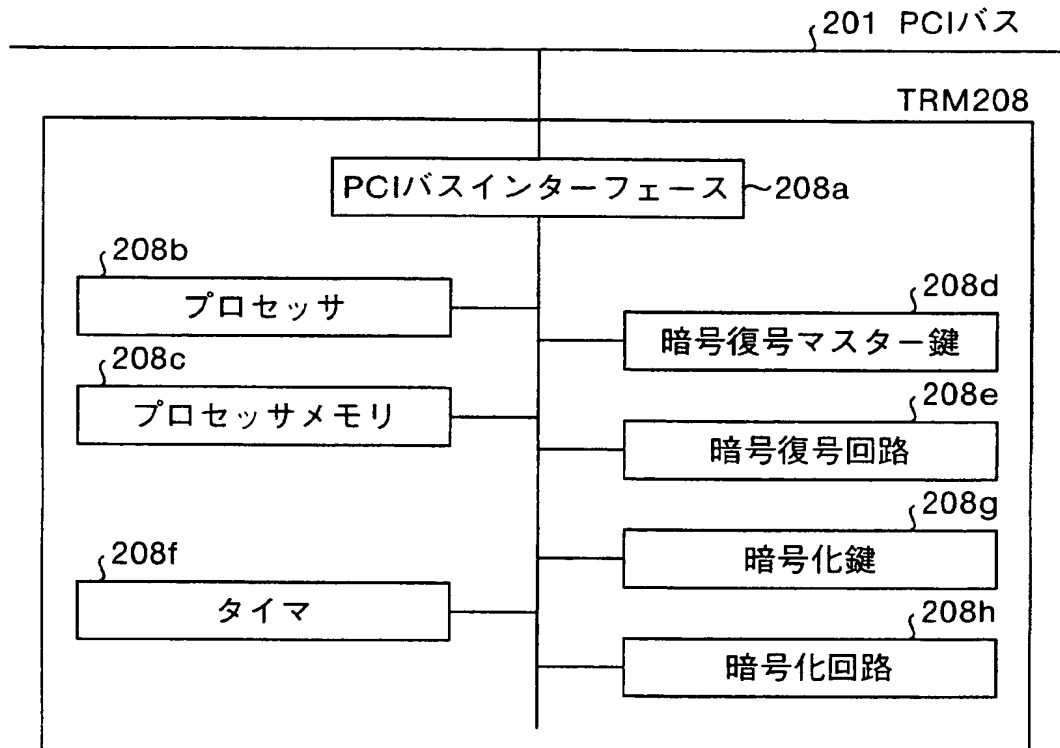 201 PCIバス
TRM208
PCIバスインターフェース
208a
208b
プロセッサ
208c
プロセッサメモリ
208f
タイマ
208d
暗号復号マスター鍵
208e
暗号復号回路
208g
暗号化鍵
208h
暗号化回路